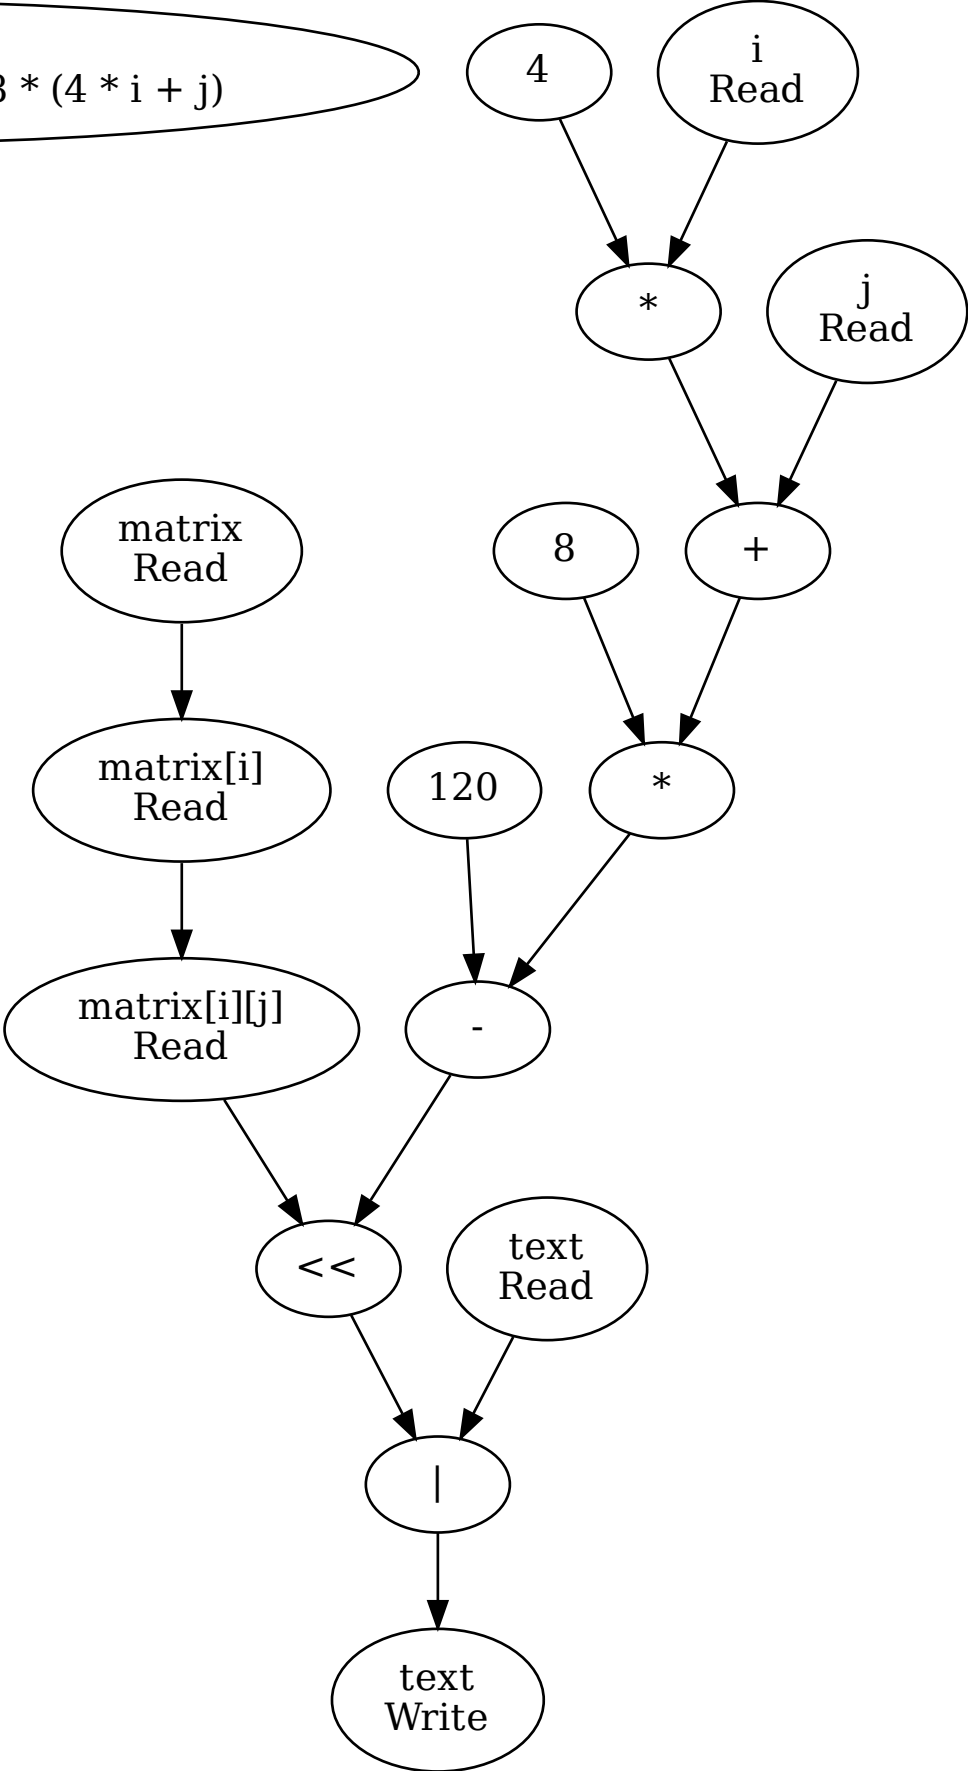 * (4 * i + j)
4
i
Read
*
j
Read
matrix
Read
8
+
matrix[i]
Read
120
*
matrix[i][j]
Read
-
<<
text
Read
|
text
Write